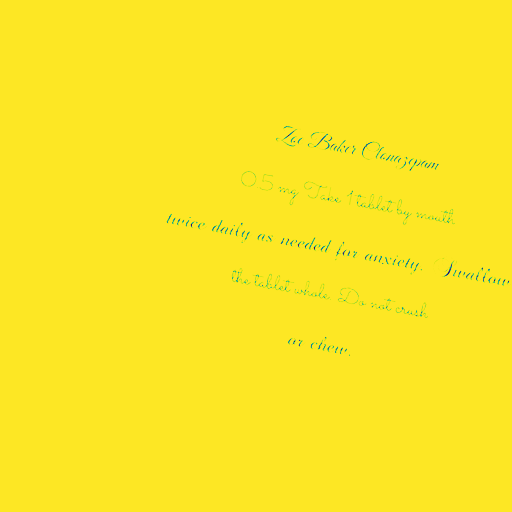 Zoe Baker Clonazepam
0.5 mg Take 1 tablet by mouth
twice daily as needed for anxiety. Swallow
the tablet whole. Do not crush
or chew.